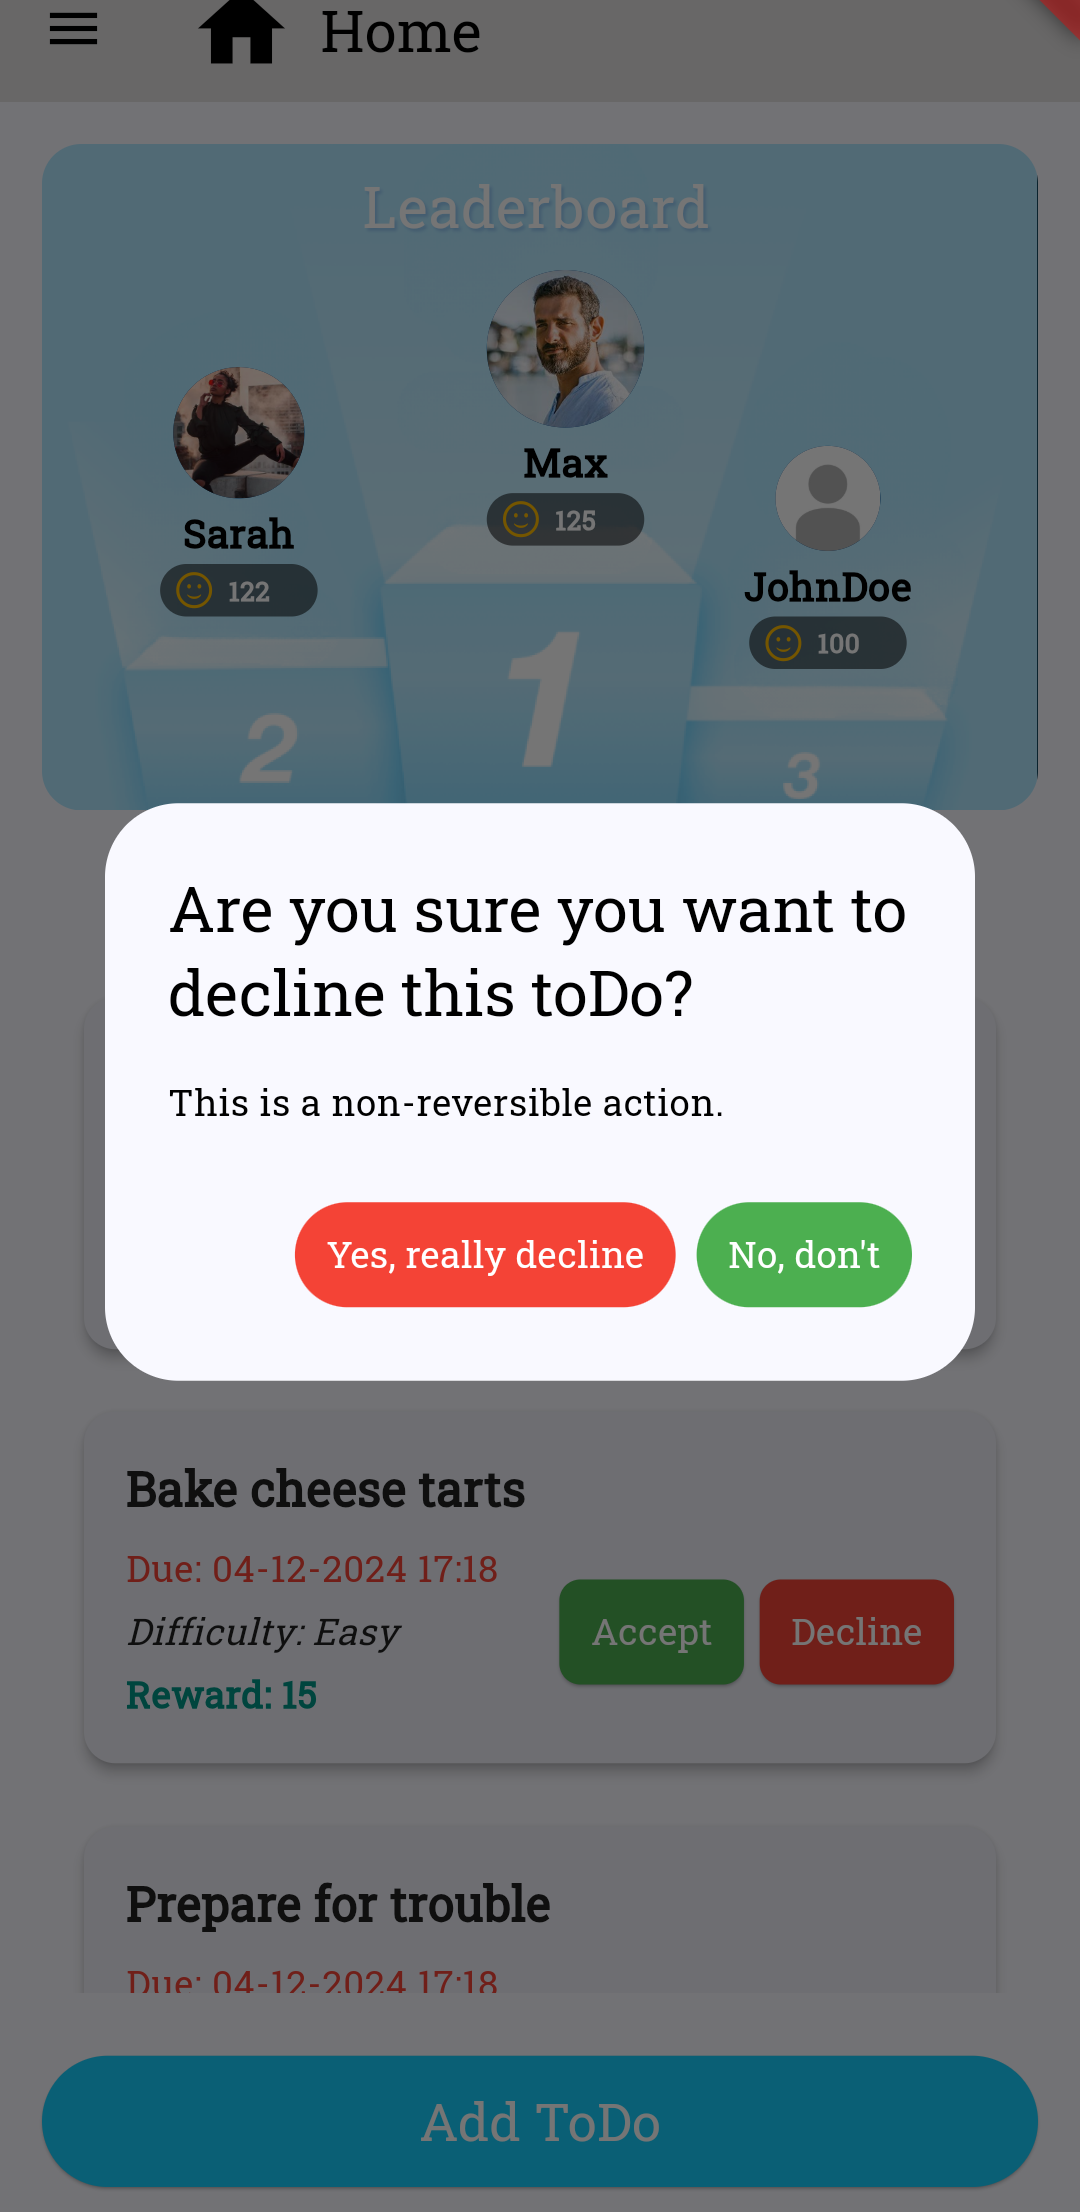 Home
Leaderboard
Max
125
Sarah
122
JohnDoe
100
1
2
3
Are you sure you want to
decline this toDo?
This is a non-reversible action.
Yes, really decline
No, don't
Bake cheese tarts
Due: 04-12-2024 17:18
Difficulty: Easy
Reward: 15
Accept
Decline
Prepare for trouble
Due: 04-12-2024 17:18
Add ToDo